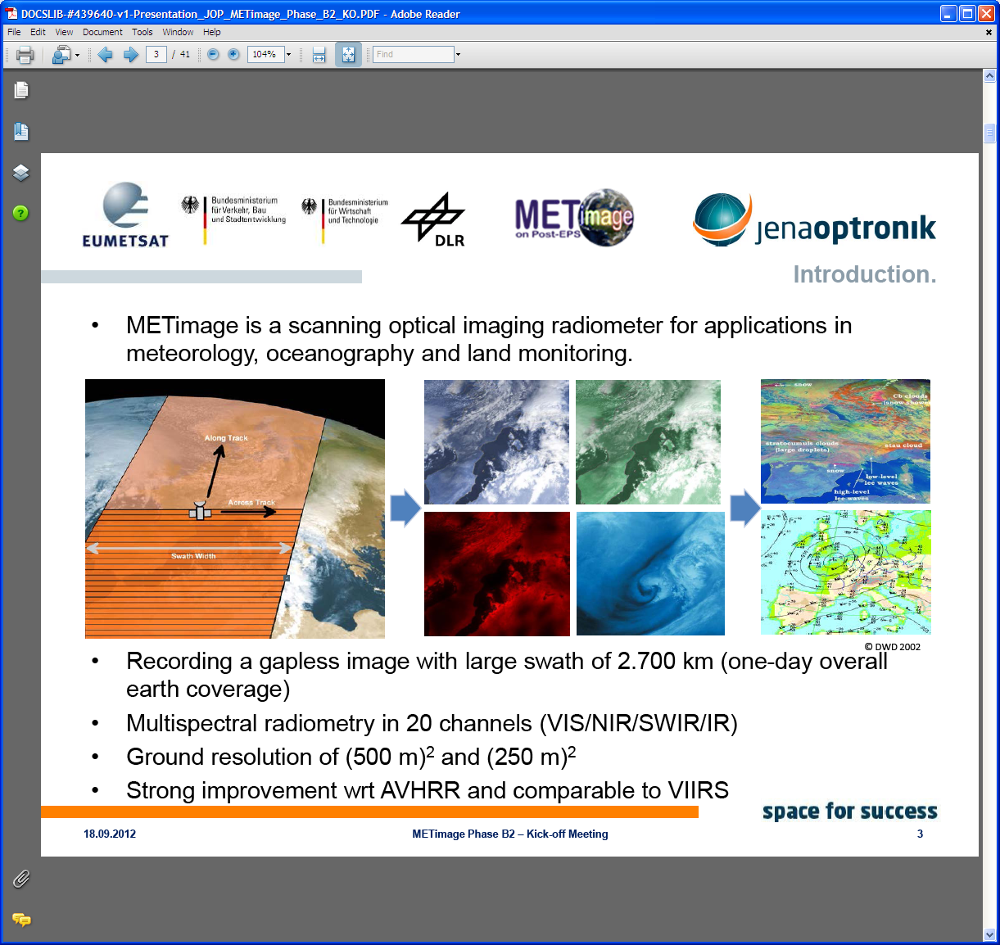 DOCSLIB-#439640-v1-Presentation_JOP_METimage_Phase_B2_KO.PDF - Adobe Reader
File Edit View Document Tools Window Help
3 / 41 104% Find
EUMETSAT
Bundesministerium
für Verkehr, Bau
und Stadtentwicklung
Bundesministerium
für Wirtschaft
und Technologie
DLR
METimage
on Post-EPS
jenaoptronik
Introduction.
• METimage is a scanning optical imaging radiometer for applications in
meteorology, oceanography and land monitoring.
Along Track
Across Track
Swath Width
snow
Cb clouds
(snow showe
stratocumuls clouds
(large droplets)
stau cloud
snow
low-level
lee waves
high-level
lee waves
© DWD 2002
• Recording a gapless image with large swath of 2.700 km (one-day overall
earth coverage)
• Multispectral radiometry in 20 channels (VIS/NIR/SWIR/IR)
• Ground resolution of (500 m)² and (250 m)²
• Strong improvement wrt AVHRR and comparable to VIIRS
space for success
18.09.2012 METimage Phase B2 – Kick-off Meeting 3